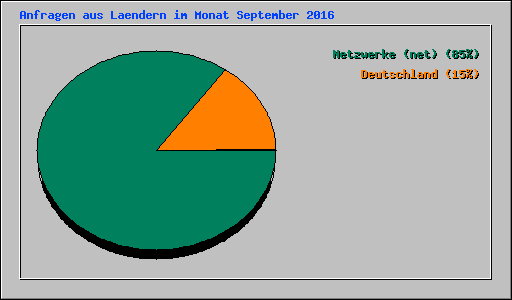 Anfragen aus Laendern im Monat September 2016
Netzwerke (net) (85%)
Deutschland (15%)